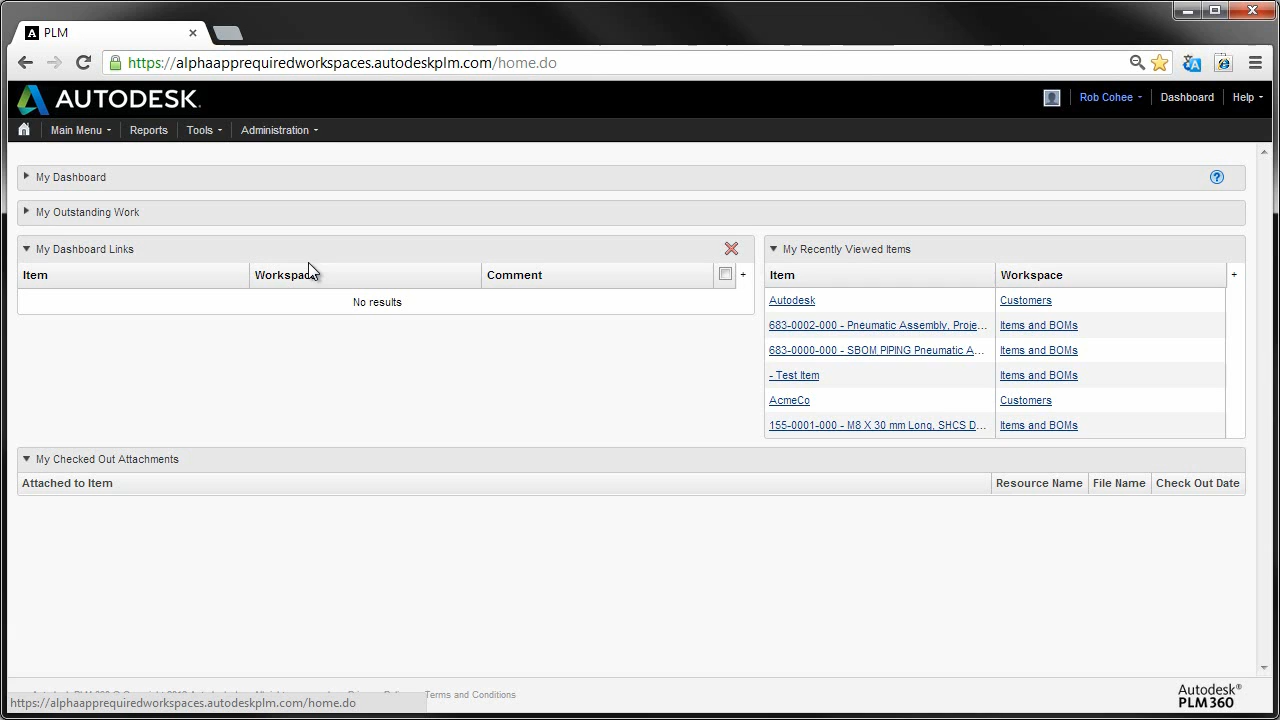 PLM
https://alphaapprequiredworkspaces.autodeskplm.com/home.do
AUTODESK.
Rob Cohee
Dashboard
Help
Main Menu
Reports
Tools
Administration
My Dashboard
My Outstanding Work
My Dashboard Links
Item Workspace Comment +
No results
My Recently Viewed Items
Item Workspace +
Autodesk Customers
683-0002-000 - Pneumatic Assembly, Proje... Items and BOMs
683-0000-000 - SBOM PIPING Pneumatic A... Items and BOMs
- Test Item Items and BOMs
AcmeCo Customers
155-0001-000 - M8 X 30 mm Long, SHCS D... Items and BOMs
My Checked Out Attachments
Attached to Item Resource Name File Name Check Out Date
Terms and Conditions
https://alphaapprequiredworkspaces.autodeskplm.com/home.do
Autodesk®
PLM 360